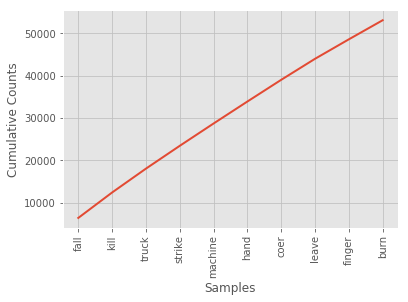 50000
40000
30000
20000
10000
Cumulative Counts
fall
kill
truck
strike
machine
hand
coer
leave
finger
burn
Samples